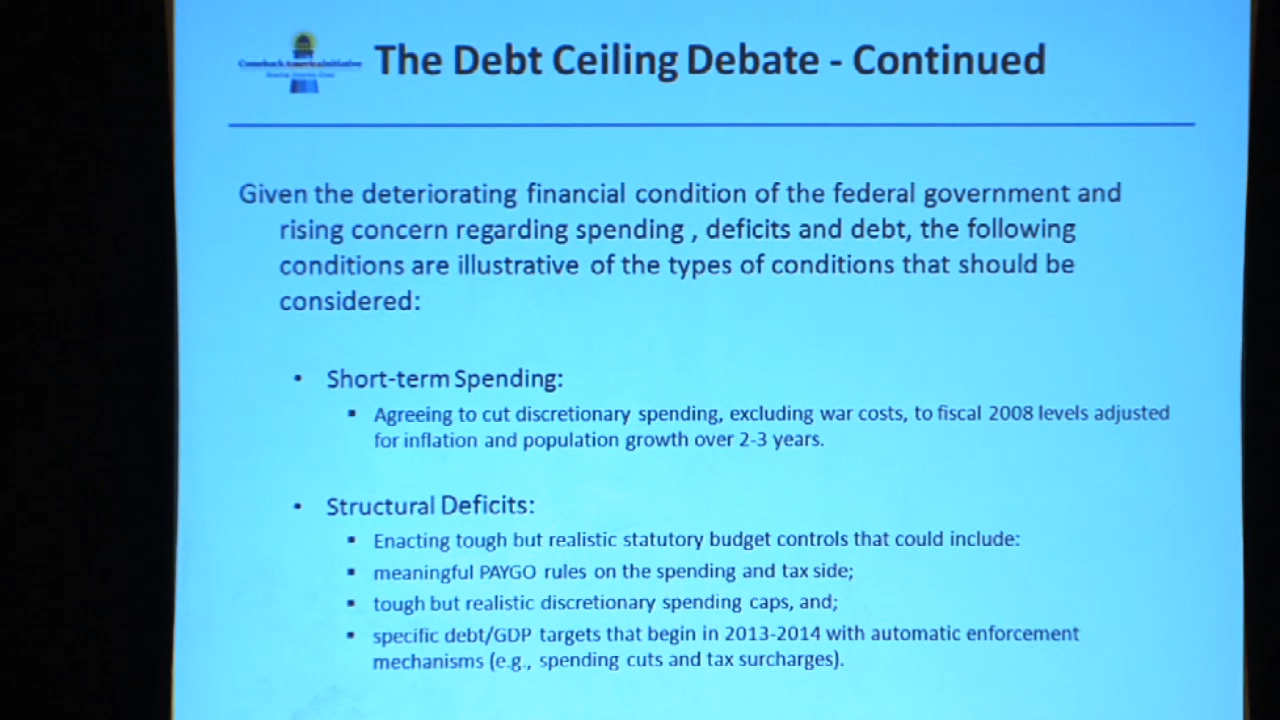 Comeback America Initiative
The Debt Ceiling Debate - Continued
Given the deteriorating financial condition of the federal government and
rising concern regarding spending , deficits and debt, the following
conditions are illustrative of the types of conditions that should be
considered:
• Short-term Spending:
▪ Agreeing to cut discretionary spending, excluding war costs, to fiscal 2008 levels adjusted
for inflation and population growth over 2-3 years.
• Structural Deficits:
▪ Enacting tough but realistic statutory budget controls that could include:
▪ meaningful PAYGO rules on the spending and tax side;
▪ tough but realistic discretionary spending caps, and;
▪ specific debt/GDP targets that begin in 2013-2014 with automatic enforcement
mechanisms (e.g., spending cuts and tax surcharges).